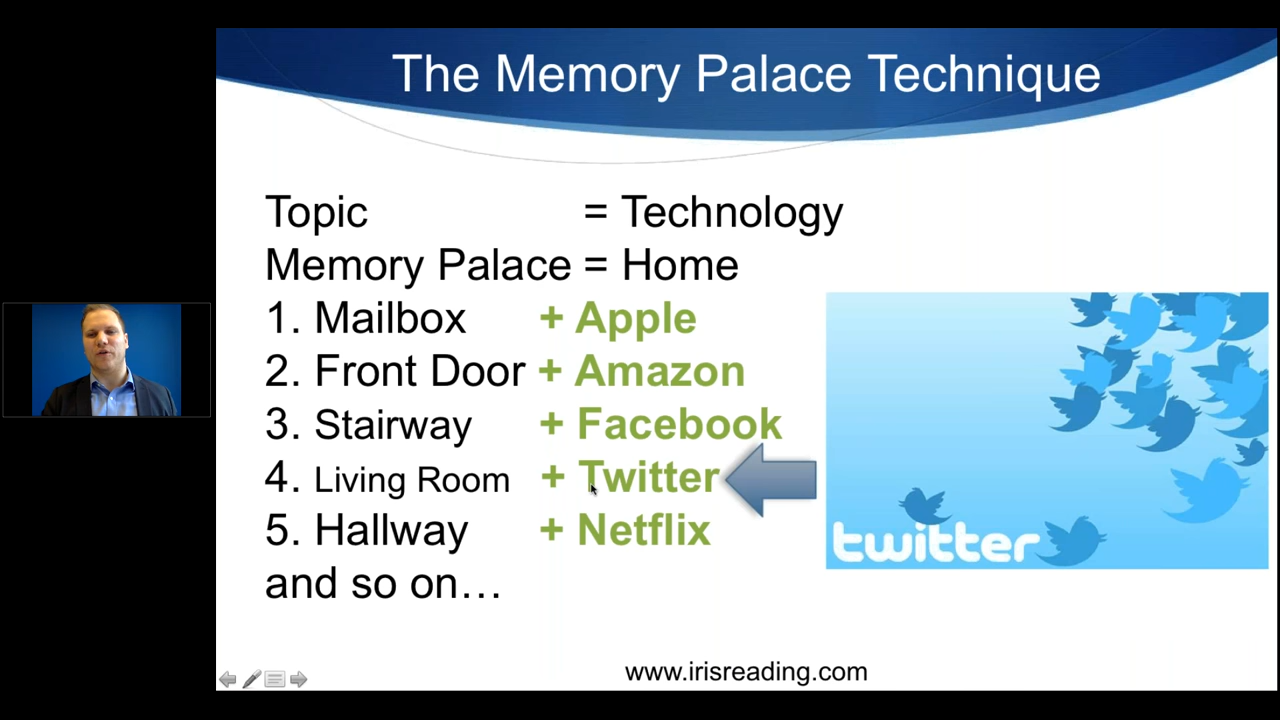 The Memory Palace Technique
Topic = Technology
Memory Palace = Home
1. Mailbox + Apple
2. Front Door + Amazon
3. Stairway + Facebook
4. Living Room + Twitter
5. Hallway + Netflix
and so on…
twitter
www.irisreading.com